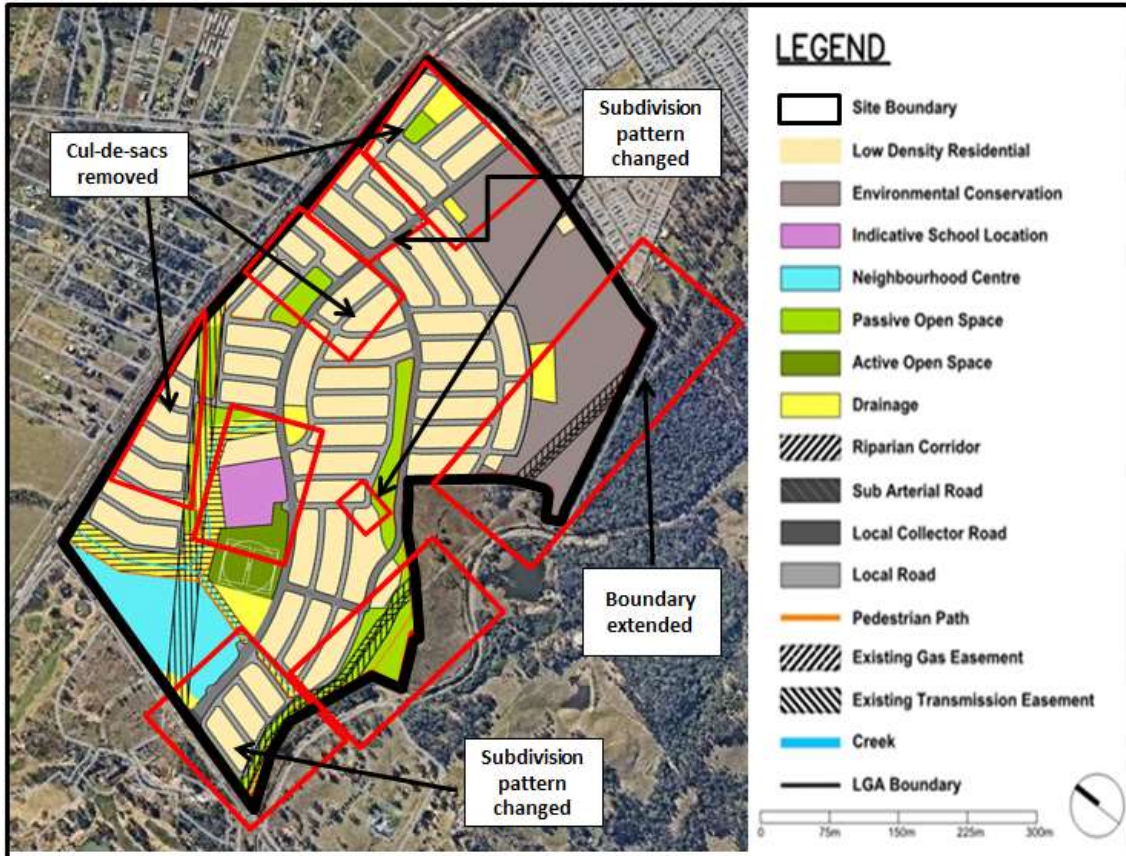 Subdivision
pattern
changed
Cul-de-sacs
removed
Boundary
extended
Subdivision
pattern
changed
LEGEND
Site Boundary
Low Density Residential
Environmental Conservation
Indicative School Location
Neighbourhood Centre
Passive Open Space
Active Open Space
Drainage
Riparian Corridor
Sub Arterial Road
Local Collector Road
Local Road
Pedestrian Path
Existing Gas Easement
Existing Transmission Easement
Creek
LGA Boundary
0 75m 150m 225m 300m